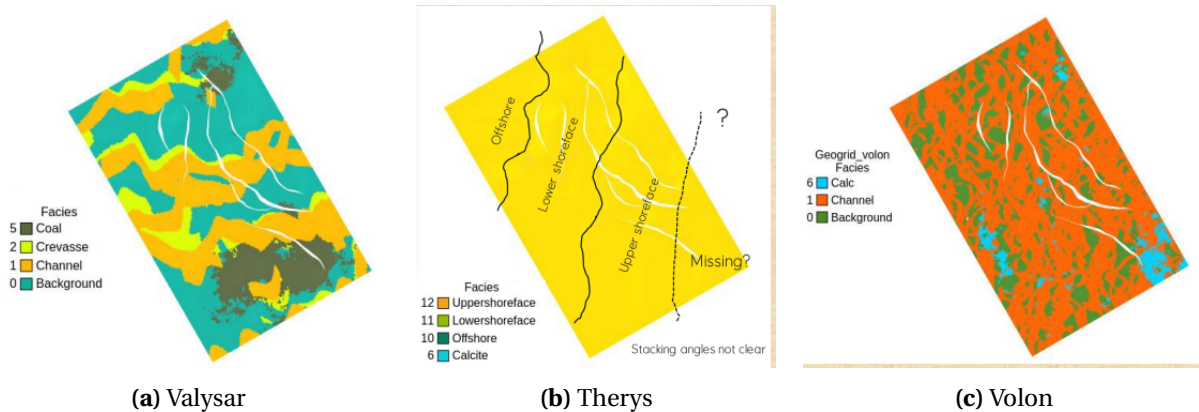 Facies
5 Coal
2 Crevasse
1 Channel
0 Background
(a) Valysar
Offshore
Lower shoreface
Upper shoreface
?
Missing?
Facies
12 Uppershoreface
11 Lowershoreface
10 Offshore
6 Calcite
Stacking angles not clear
(b) Therys
Geogrid_volon
Facies
6 Calc
1 Channel
0 Background
(c) Volon